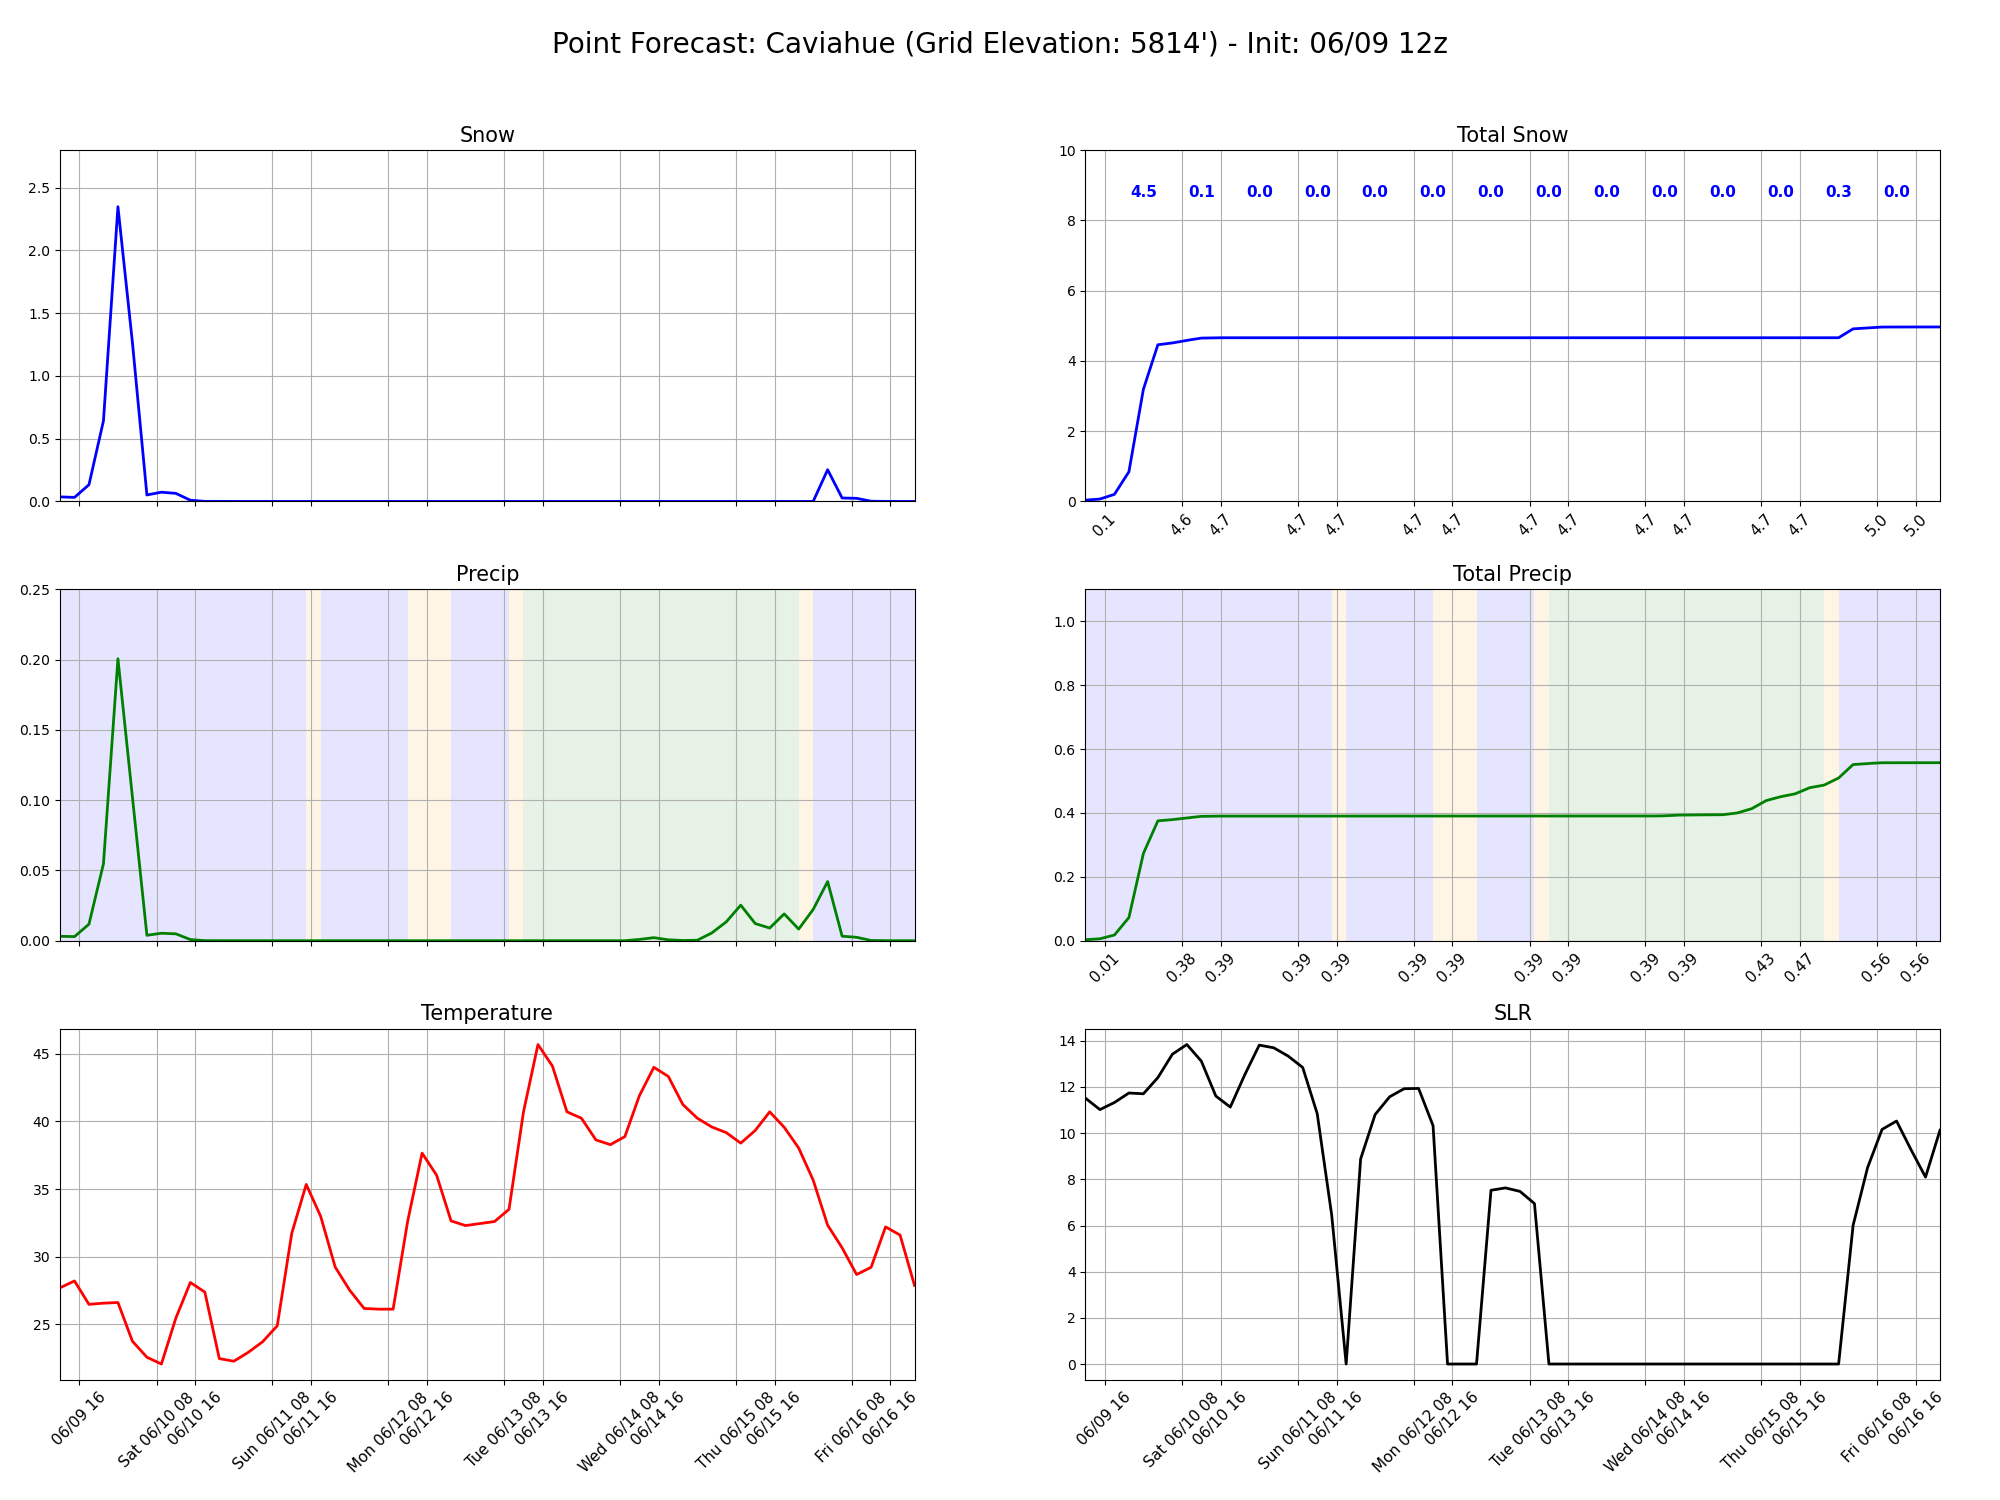 Point Forecast: Caviahue (Grid Elevation: 5814') - Init: 06/09 12z
Snow
2.5
2.0
1.5
1.0
0.5
0.0
Total Snow
10
8
6
4
2
0
4.5 0.1 0.0 0.0 0.0 0.0 0.0 0.0 0.0 0.0 0.0 0.0 0.3 0.0
0.1 4.6 4.7 4.7 4.7 4.7 4.7 4.7 4.7 4.7 4.7 4.7 4.7 5.0 5.0
Precip
0.25
0.20
0.15
0.10
0.05
0.00
Total Precip
1.0
0.8
0.6
0.4
0.2
0.0
0.01 0.38 0.39 0.39 0.39 0.39 0.39 0.39 0.39 0.39 0.39 0.43 0.47 0.56 0.56
Temperature
45
40
35
30
25
06/09 16
Sat 06/10 08
06/10 16
Sun 06/11 08
06/11 16
Mon 06/12 08
06/12 16
Tue 06/13 08
06/13 16
Wed 06/14 08
06/14 16
Thu 06/15 08
06/15 16
Fri 06/16 08
06/16 16
SLR
14
12
10
8
6
4
2
0
06/09 16
Sat 06/10 08
06/10 16
Sun 06/11 08
06/11 16
Mon 06/12 08
06/12 16
Tue 06/13 08
06/13 16
Wed 06/14 08
06/14 16
Thu 06/15 08
06/15 16
Fri 06/16 08
06/16 16